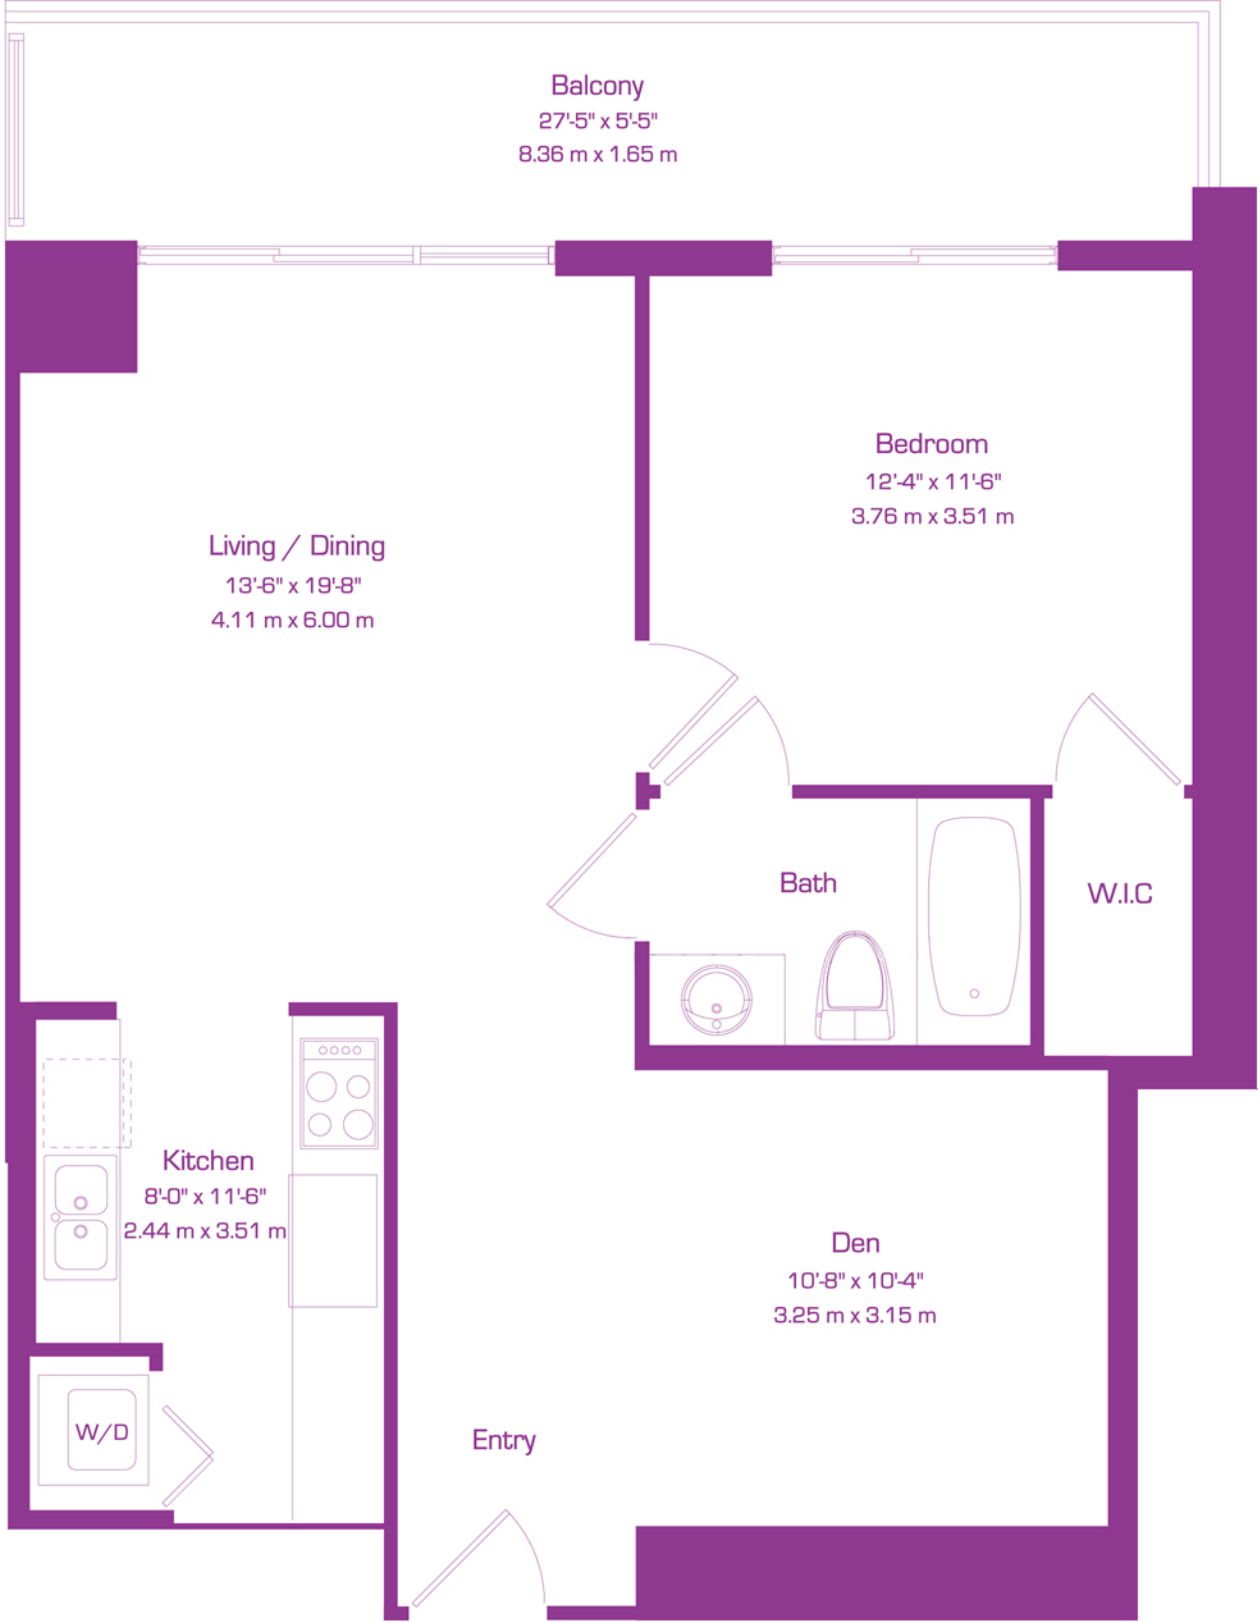 Balcony
27'-5" x 5'-5"
8.36 m x 1.65 m
Bedroom
12'-4" x 11'-6"
3.76 m x 3.51 m
Living / Dining
13'-6" x 19'-8"
4.11 m x 6.00 m
Bath
W.I.C
Kitchen
8'-0" x 11'-6"
2.44 m x 3.51 m
Den
10'-8" x 10'-4"
3.25 m x 3.15 m
W/D
Entry